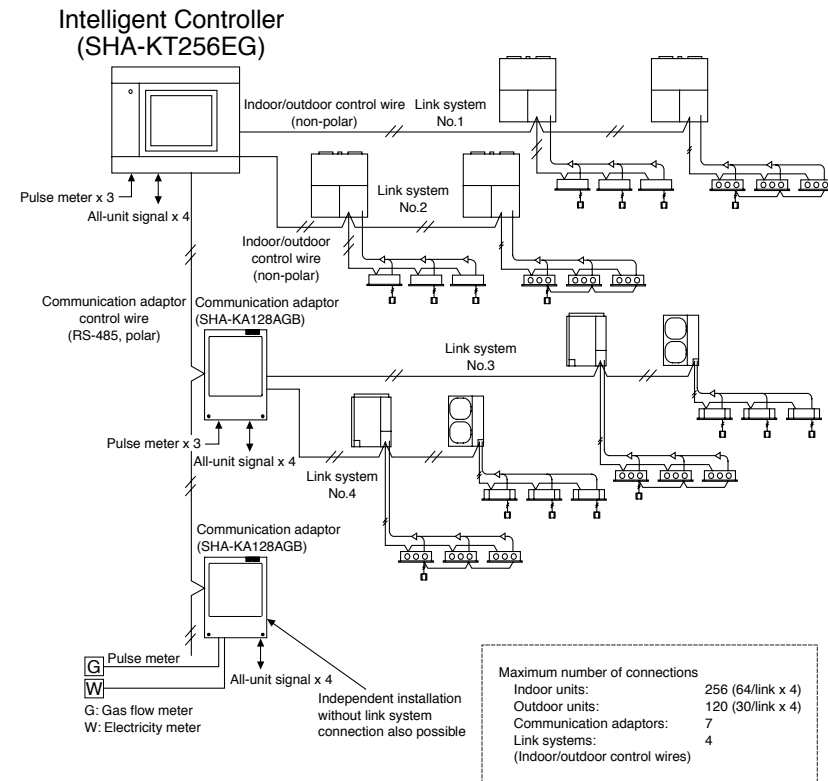 Intelligent Controller
(SHA-KT256EG)
Indoor/outdoor control wire
(non-polar)
Link system
No.1
Pulse meter x 3
All-unit signal x 4
Link system
No.2
Indoor/outdoor
control wire
(non-polar)
Communication adaptor
control wire
(RS-485, polar)
Communication adaptor
(SHA-KA128AGB)
Link system
No.3
Pulse meter x 3
All-unit signal x 4
Link system
No.4
Communication adaptor
(SHA-KA128AGB)
G
Pulse meter
W
All-unit signal x 4
G: Gas flow meter
W: Electricity meter
Independent installation
without link system
connection also possible
Maximum number of connections
Indoor units: 256 (64/link x 4)
Outdoor units: 120 (30/link x 4)
Communication adaptors: 7
Link systems: 4
(Indoor/outdoor control wires)